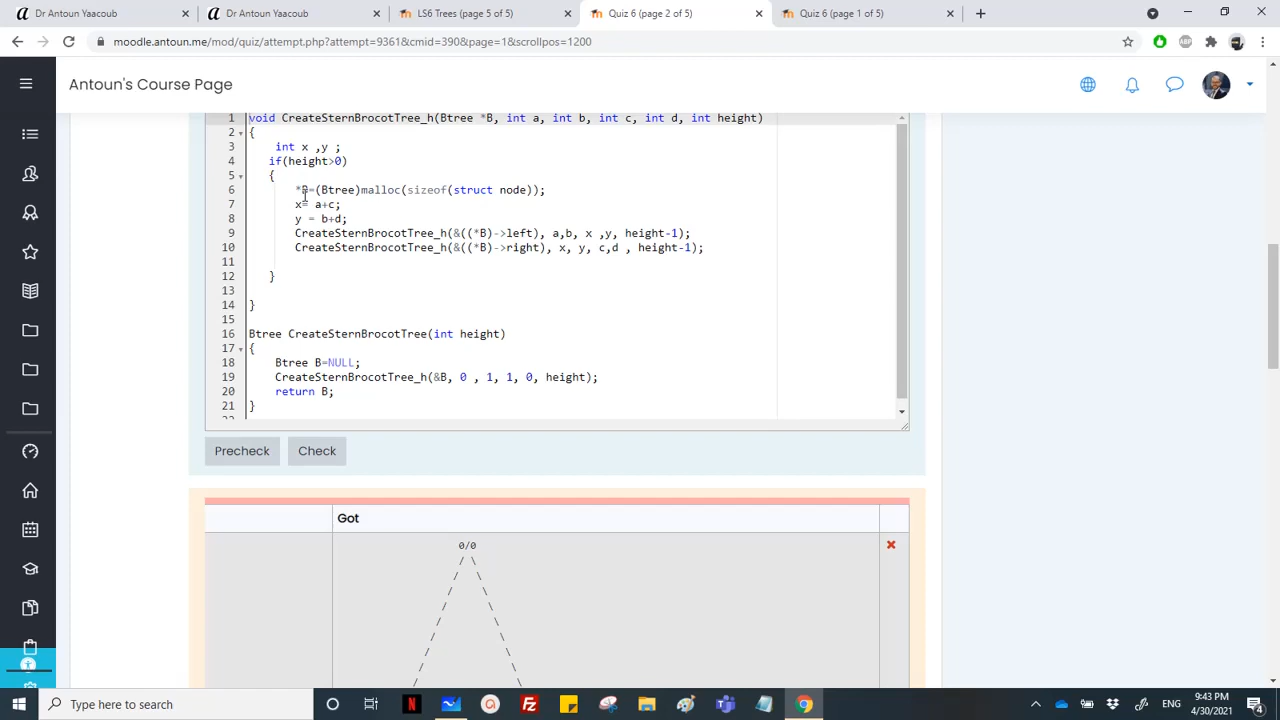 Dr Antoun Yaacoub
Dr Antoun Yaacoub
LS6 Trees (page 5 of 5)
Quiz 6 (page 2 of 5)
Quiz 6 (page 1 of 5)
moodle.antoun.me/mod/quiz/attempt.php?attempt=9361&cmid=390&page=1&scrollpos=1200
ABP
Antoun's Course Page
1 void CreateSternBrocotTree_h(Btree *B, int a, int b, int c, int d, int height)
2 {
3 int x ,y ;
4 if(height>0)
5 {
6 *B=(Btree)malloc(sizeof(struct node));
7 x= a+c;
8 y = b+d;
9 CreateSternBrocotTree_h(&((*B)->left), a,b, x ,y, height-1);
10 CreateSternBrocotTree_h(&((*B)->right), x, y, c,d , height-1);
11
12 }
13
14 }
15
16 Btree CreateSternBrocotTree(int height)
17 {
18 Btree B=NULL;
19 CreateSternBrocotTree_h(&B, 0 , 1, 1, 0, height);
20 return B;
21 }
Precheck
Check
Got
0/0
/ \
/ \
/ \
/ \
/ \
/ \
/ \
/ \
/ \
Type here to search
ENG
9:43 PM
4/30/2021
4